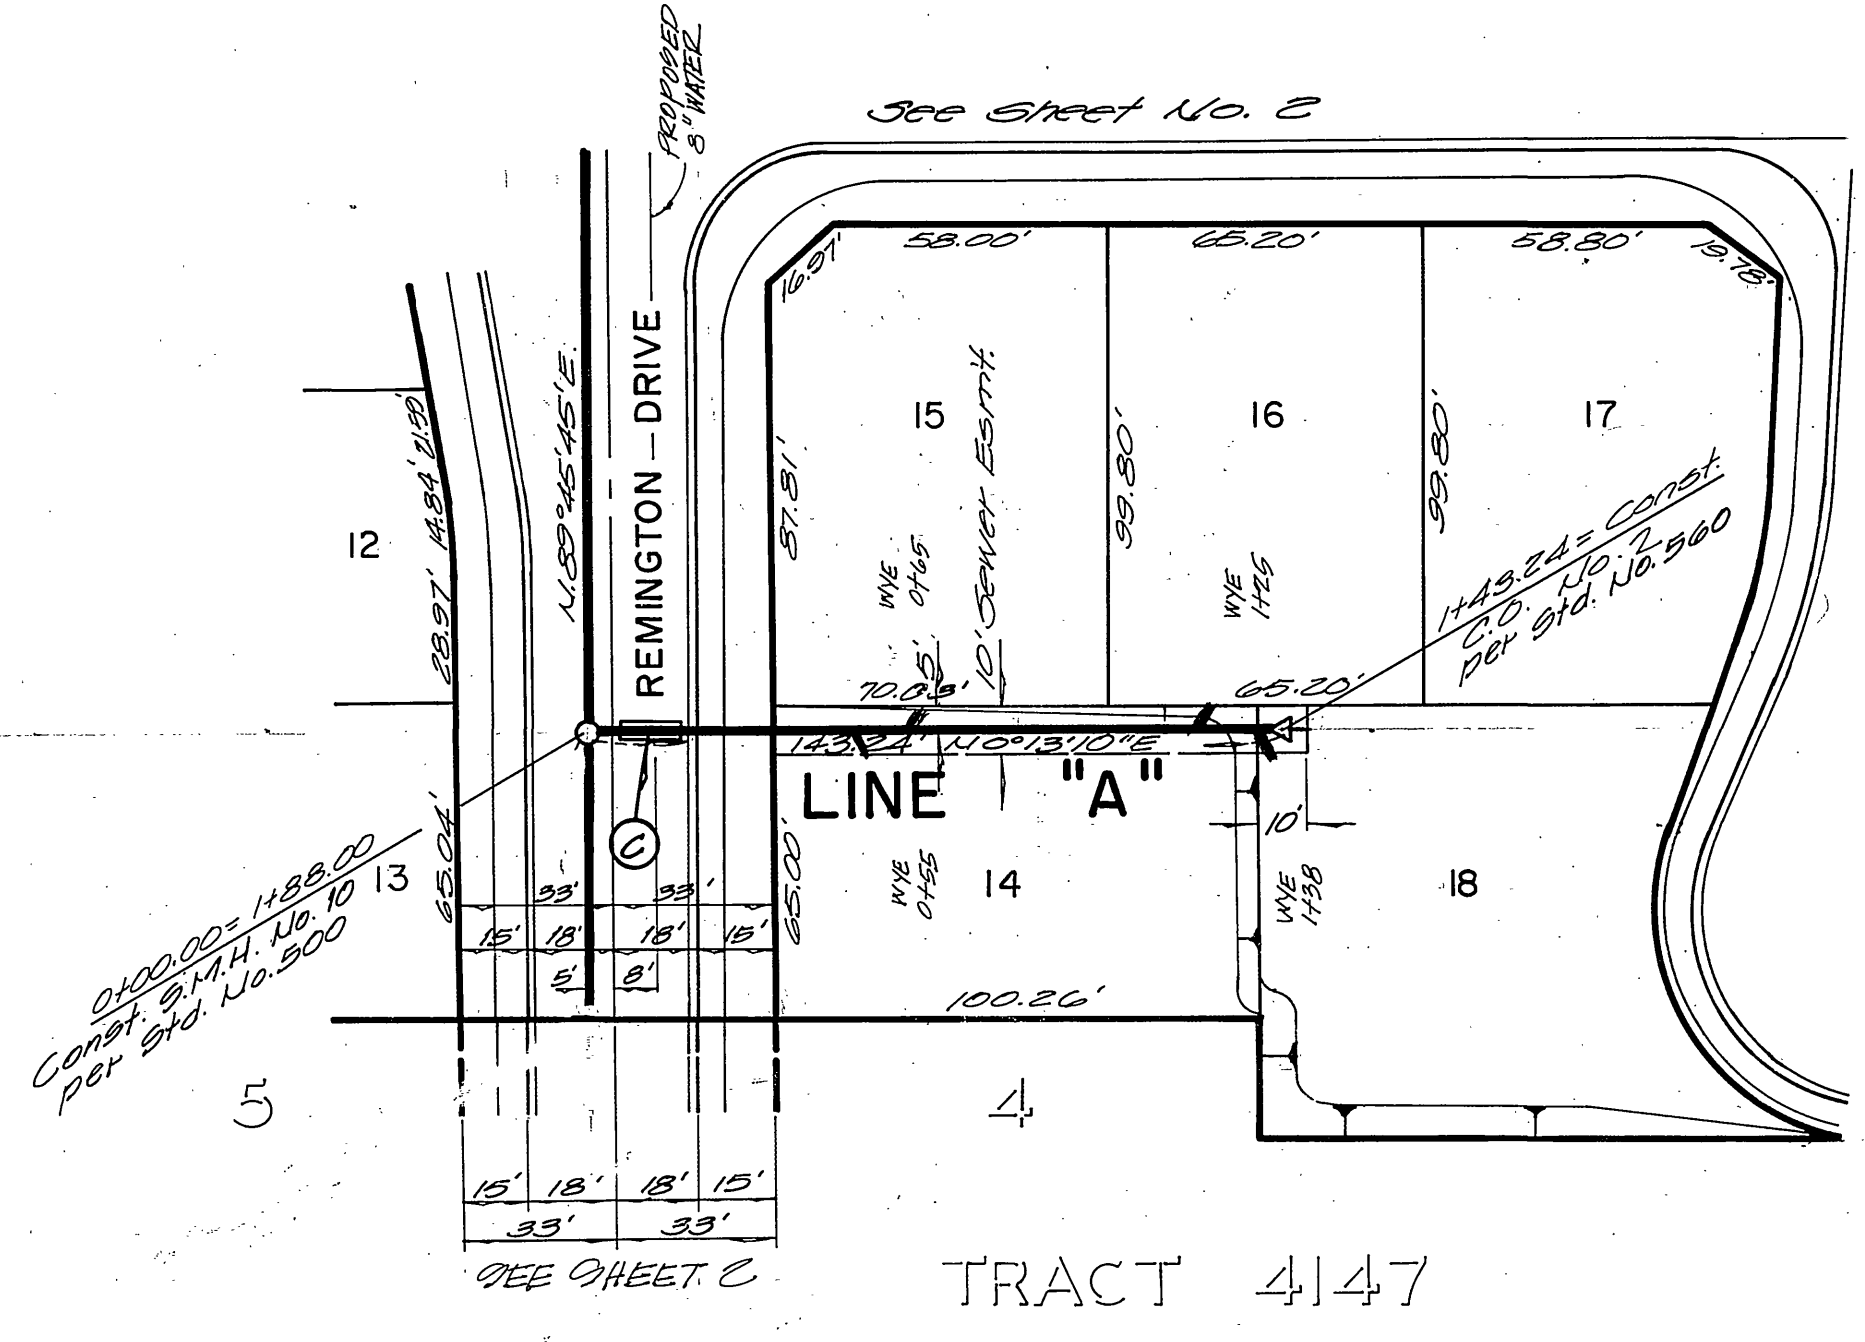 PROPOSED
8" WATER
See Sheet No. 2
16.97'
58.00'
65.20'
58.80'
19.78'
N.89°45'45"E.
REMINGTON DRIVE
15
16
17
10' Sewer Esmt.
87.81'
99.80'
99.80'
21.59'
14.84'
28.97'
12
WYE
0+65
WYE
1+25
1+43.24= Const.
C.O. No. 2
per Std. No. 560
5'
65.20'
143.24' N0°13'10"E
LINE "A"
C
10'
65.04'
65.00'
WYE
0+55
14
WYE
1+38
18
13
0+00.00= 1+88.00
Const. S.M.H. No. 10
per Std. No. 500
33' 33'
15' 18' 18' 15'
5' 8'
100.26'
5
4
15' 18' 18' 15'
33' 33'
SEE SHEET 2
TRACT 4147